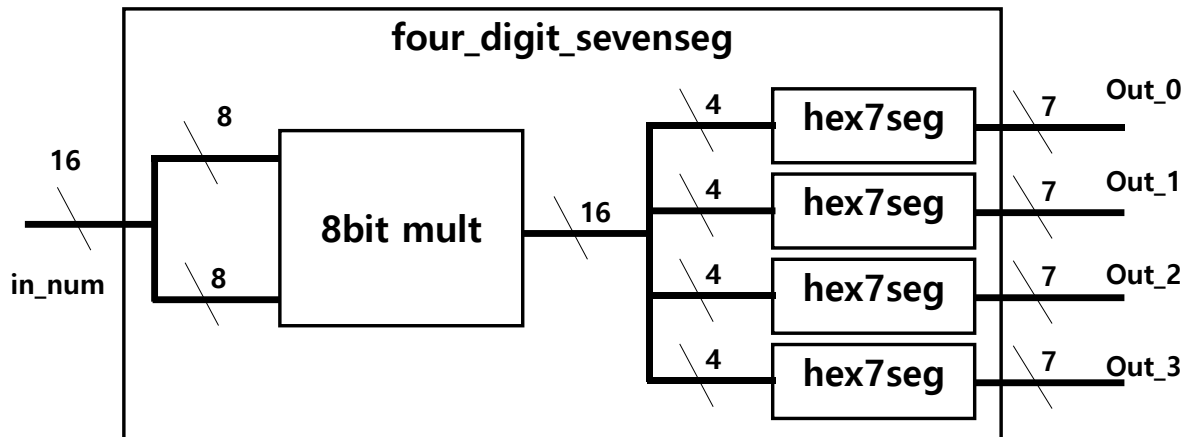 four_digit_sevenseg
16
in_num
8
8
8bit mult
16
4
hex7seg
7
Out_0
4
hex7seg
7
Out_1
4
hex7seg
7
Out_2
4
hex7seg
7
Out_3